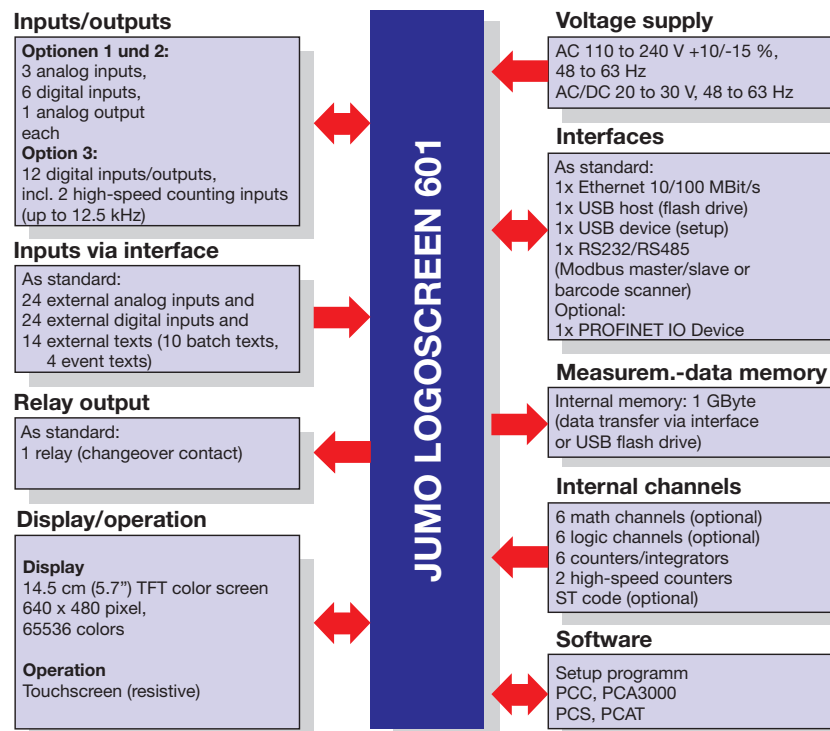 Inputs/outputs
Optionen 1 und 2:
3 analog inputs,
6 digital inputs,
1 analog output
each
Option 3:
12 digital inputs/outputs,
incl. 2 high-speed counting inputs
(up to 12.5 kHz)
Inputs via interface
As standard:
24 external analog inputs and
24 external digital inputs and
14 external texts (10 batch texts,
4 event texts)
Relay output
As standard:
1 relay (changeover contact)
Display/operation
Display
14.5 cm (5.7”) TFT color screen
640 x 480 pixel,
65536 colors
Operation
Touchscreen (resistive)
JUMO LOGOSCREEN 601
Voltage supply
AC 110 to 240 V +10/-15 %,
48 to 63 Hz
AC/DC 20 to 30 V, 48 to 63 Hz
Interfaces
As standard:
1x Ethernet 10/100 MBit/s
1x USB host (flash drive)
1x USB device (setup)
1x RS232/RS485
(Modbus master/slave or
barcode scanner)
Optional:
1x PROFINET IO Device
Measurem.-data memory
Internal memory: 1 GByte
(data transfer via interface
or USB flash drive)
Internal channels
6 math channels (optional)
6 logic channels (optional)
6 counters/integrators
2 high-speed counters
ST code (optional)
Software
Setup programm
PCC, PCA3000
PCS, PCAT